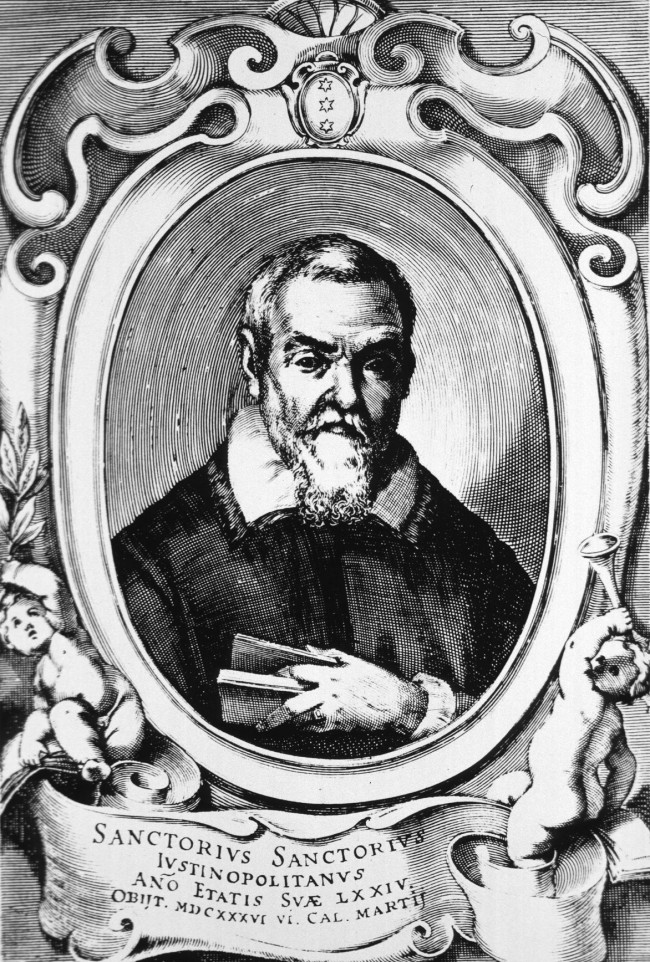 SANCTORIVS SANCTORIVS
IVSTINOPOLITANVS
AÑO ETATIS SVÆ LXXIV.
OBIJT. MDCXXXVI VI. CAL. MARTIJ